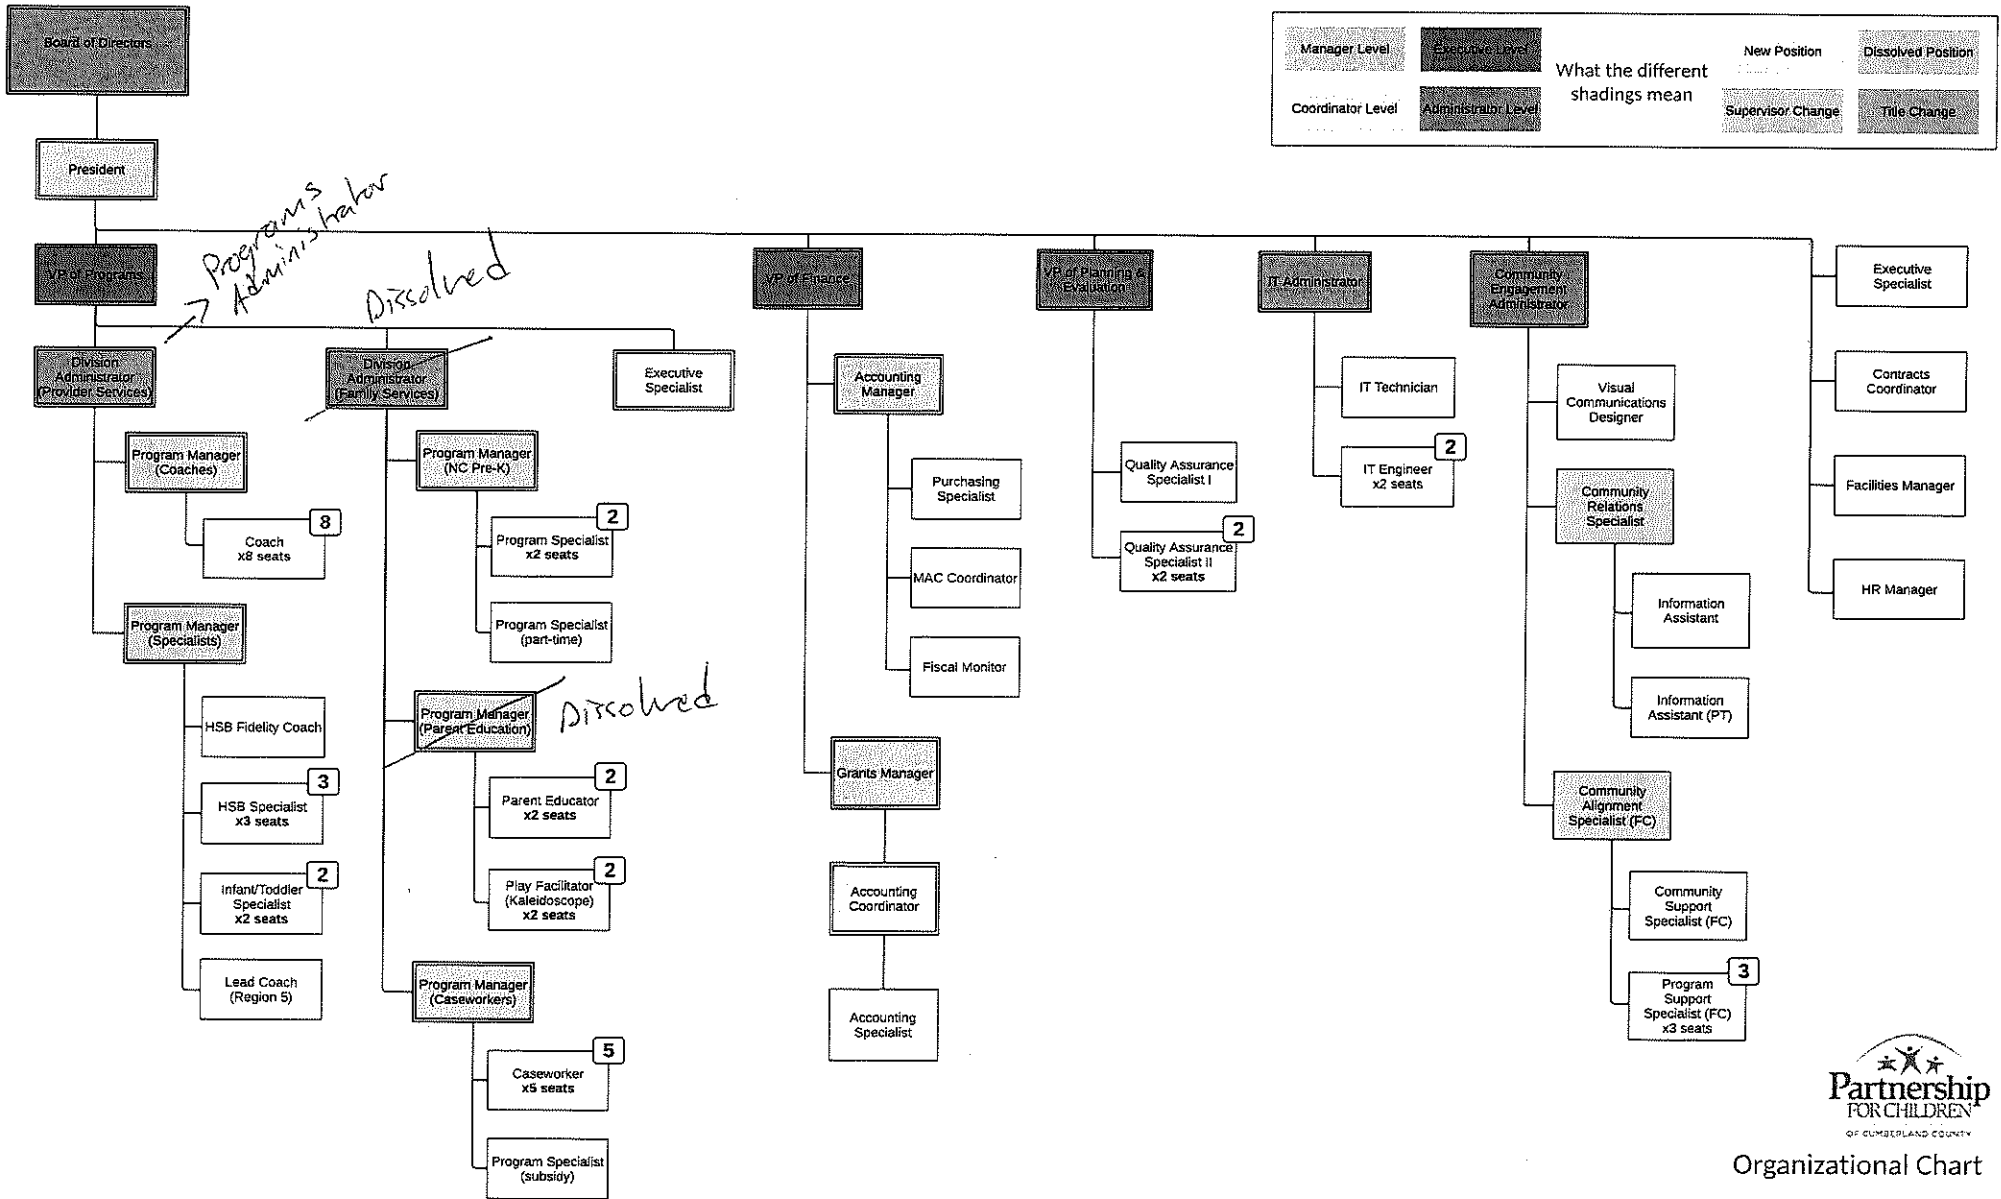 Board of Directors
Manager Level
Executive Level
What the different
shadings mean
New Position
Dissolved Position
Coordinator Level
Administrator Level
Supervisor Change
Title Change
President
Programs
Administrator
Dissolved
VP of Programs
VP of Finance
VP of Planning &
Evaluation
IT Administrator
Community
Engagement
Administrator
Executive
Specialist
Division
Administrator
(Provider Services)
Division
Administrator
(Family Services)
Executive
Specialist
Accounting
Manager
IT Technician
Visual
Communications
Designer
Contracts
Coordinator
Program Manager
(Coaches)
Program Manager
(NC Pre-K)
Purchasing
Specialist
Quality Assurance
Specialist I
2
IT Engineer
x2 seats
Community
Relations
Specialist
Facilities Manager
8
Coach
x8 seats
2
Program Specialist
x2 seats
MAC Coordinator
2
Quality Assurance
Specialist II
x2 seats
Information
Assistant
HR Manager
Program Manager
(Specialists)
Program Specialist
(part-time)
Fiscal Monitor
Information
Assistant (PT)
HSB Fidelity Coach
Program Manager
(Parent Education)
Dissolved
Grants Manager
3
HSB Specialist
x3 seats
2
Parent Educator
x2 seats
Community
Alignment
Specialist (FC)
2
Infant/Toddler
Specialist
x2 seats
2
Play Facilitator
(Kaleidoscope)
x2 seats
Accounting
Coordinator
Community
Support
Specialist (FC)
Lead Coach
(Region 5)
Program Manager
(Caseworkers)
Accounting
Specialist
3
Program
Support
Specialist (FC)
x3 seats
5
Caseworker
x5 seats
Program Specialist
(subsidy)
Partnership
FOR CHILDREN
OF CUMBERLAND COUNTY
Organizational Chart